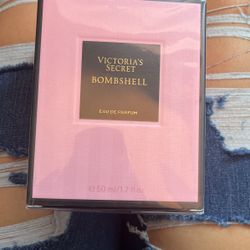 VICTORIA'S
SECRET
BOMBSHELL
EAU DE PARFUM
℮ 50 ml/1.7 fl oz